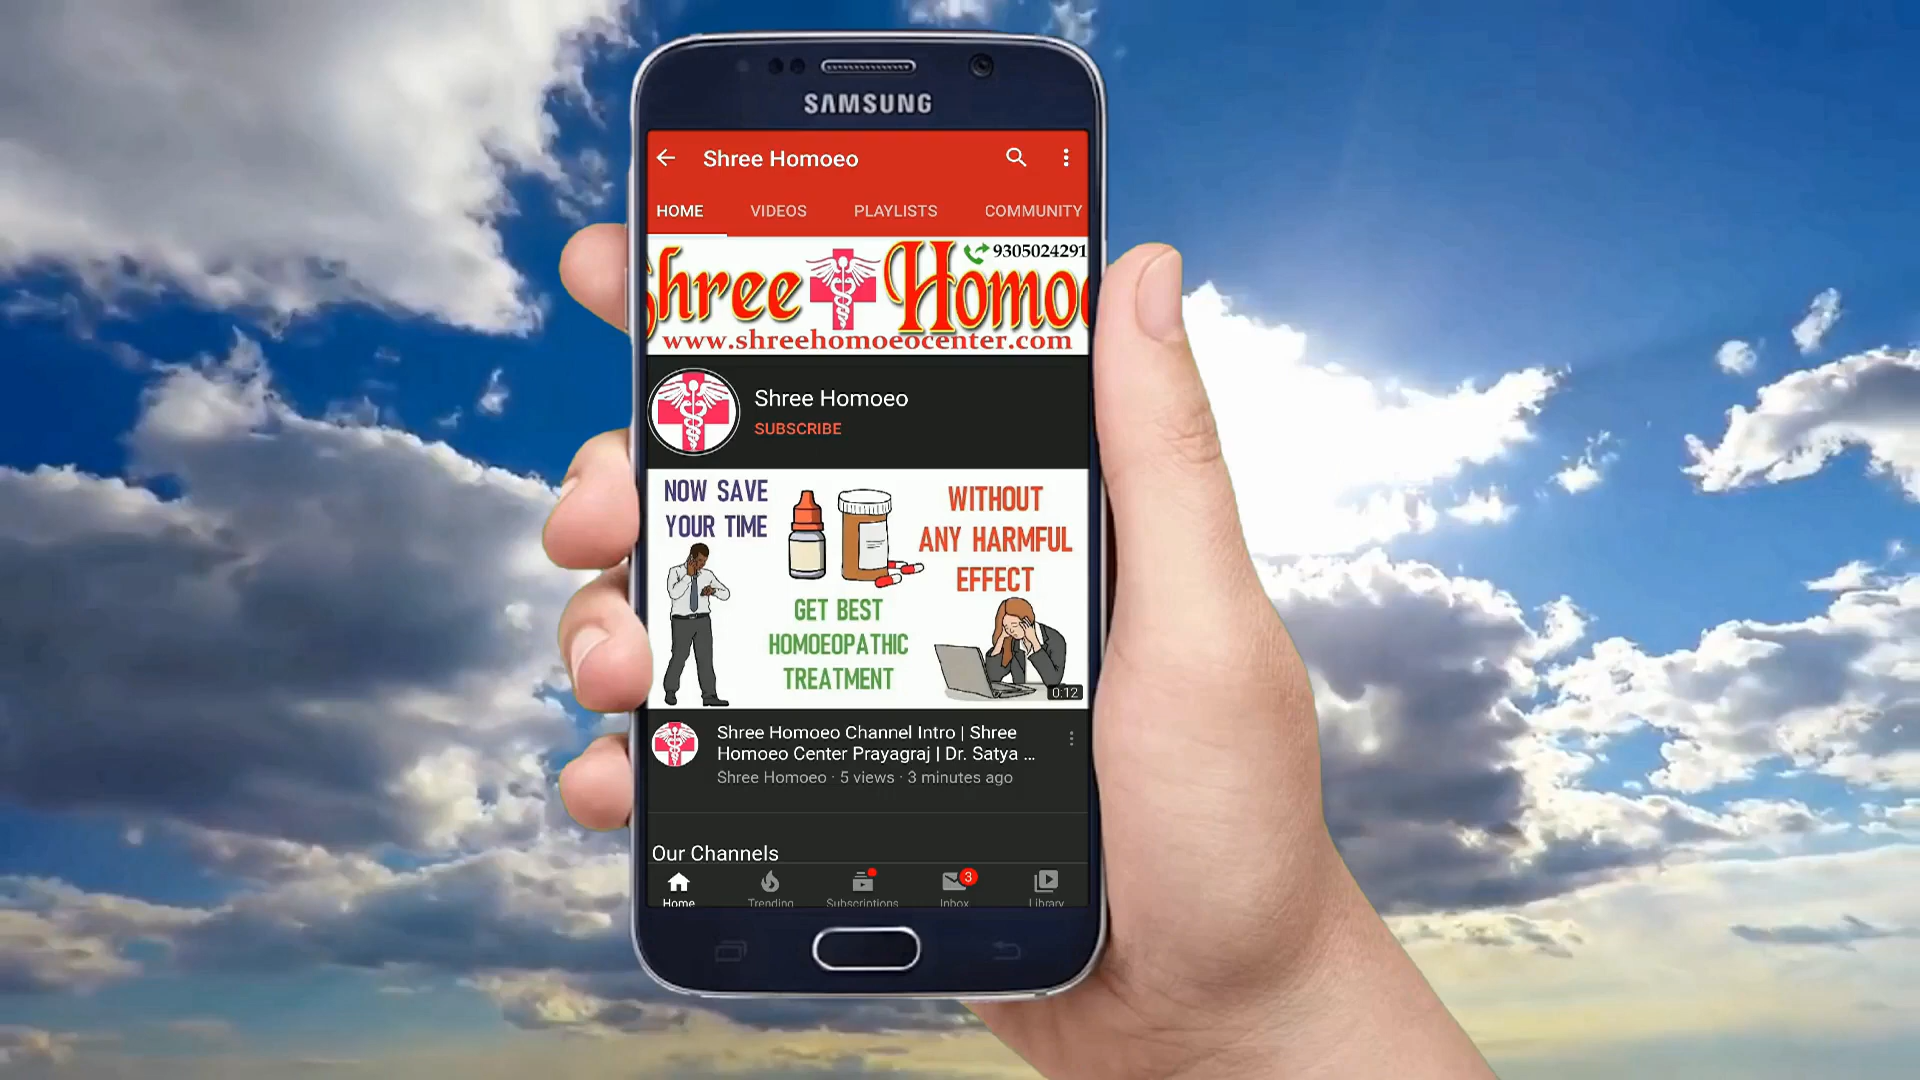 SAMSUNG
Shree Homoeo
HOME VIDEOS PLAYLISTS COMMUNITY
9305024291
Shree Homoe
www.shreehomoeocenter.com
Shree Homoeo
SUBSCRIBE
NOW SAVE
YOUR TIME
WITHOUT
ANY HARMFUL
EFFECT
GET BEST
HOMOEOPATHIC
TREATMENT
0:12
Shree Homoeo Channel Intro | Shree
Homoeo Center Prayagraj | Dr. Satya ...
Shree Homoeo · 5 views · 3 minutes ago
Our Channels
3
Home Trending Subscriptions Inbox Library